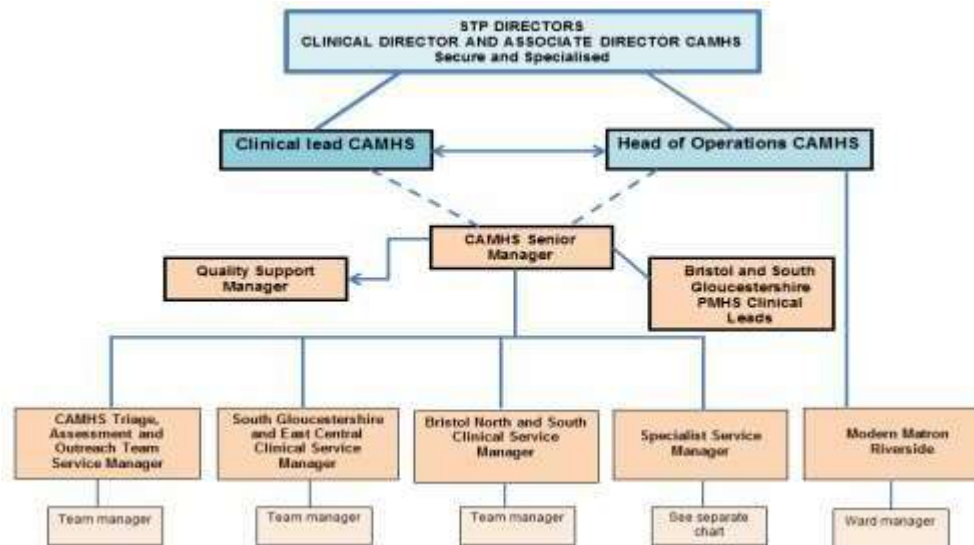 STP DIRECTORS
CLINICAL DIRECTOR AND ASSOCIATE DIRECTOR CAMHS
Secure and Specialised
Clinical lead CAMHS
Head of Operations CAMHS
CAMHS Senior
Manager
Quality Support
Manager
Bristol and South
Gloucestershire
PMHS Clinical
Leads
CAMHS Triage,
Assessment and
Outreach Team
Service Manager
South Gloucestershire
and East Central
Clinical Service
Manager
Bristol North and South
Clinical Service
Manager
Specialist Service
Manager
Modern Matron
Riverside
Team manager
Team manager
Team manager
See separate
chart
Ward manager